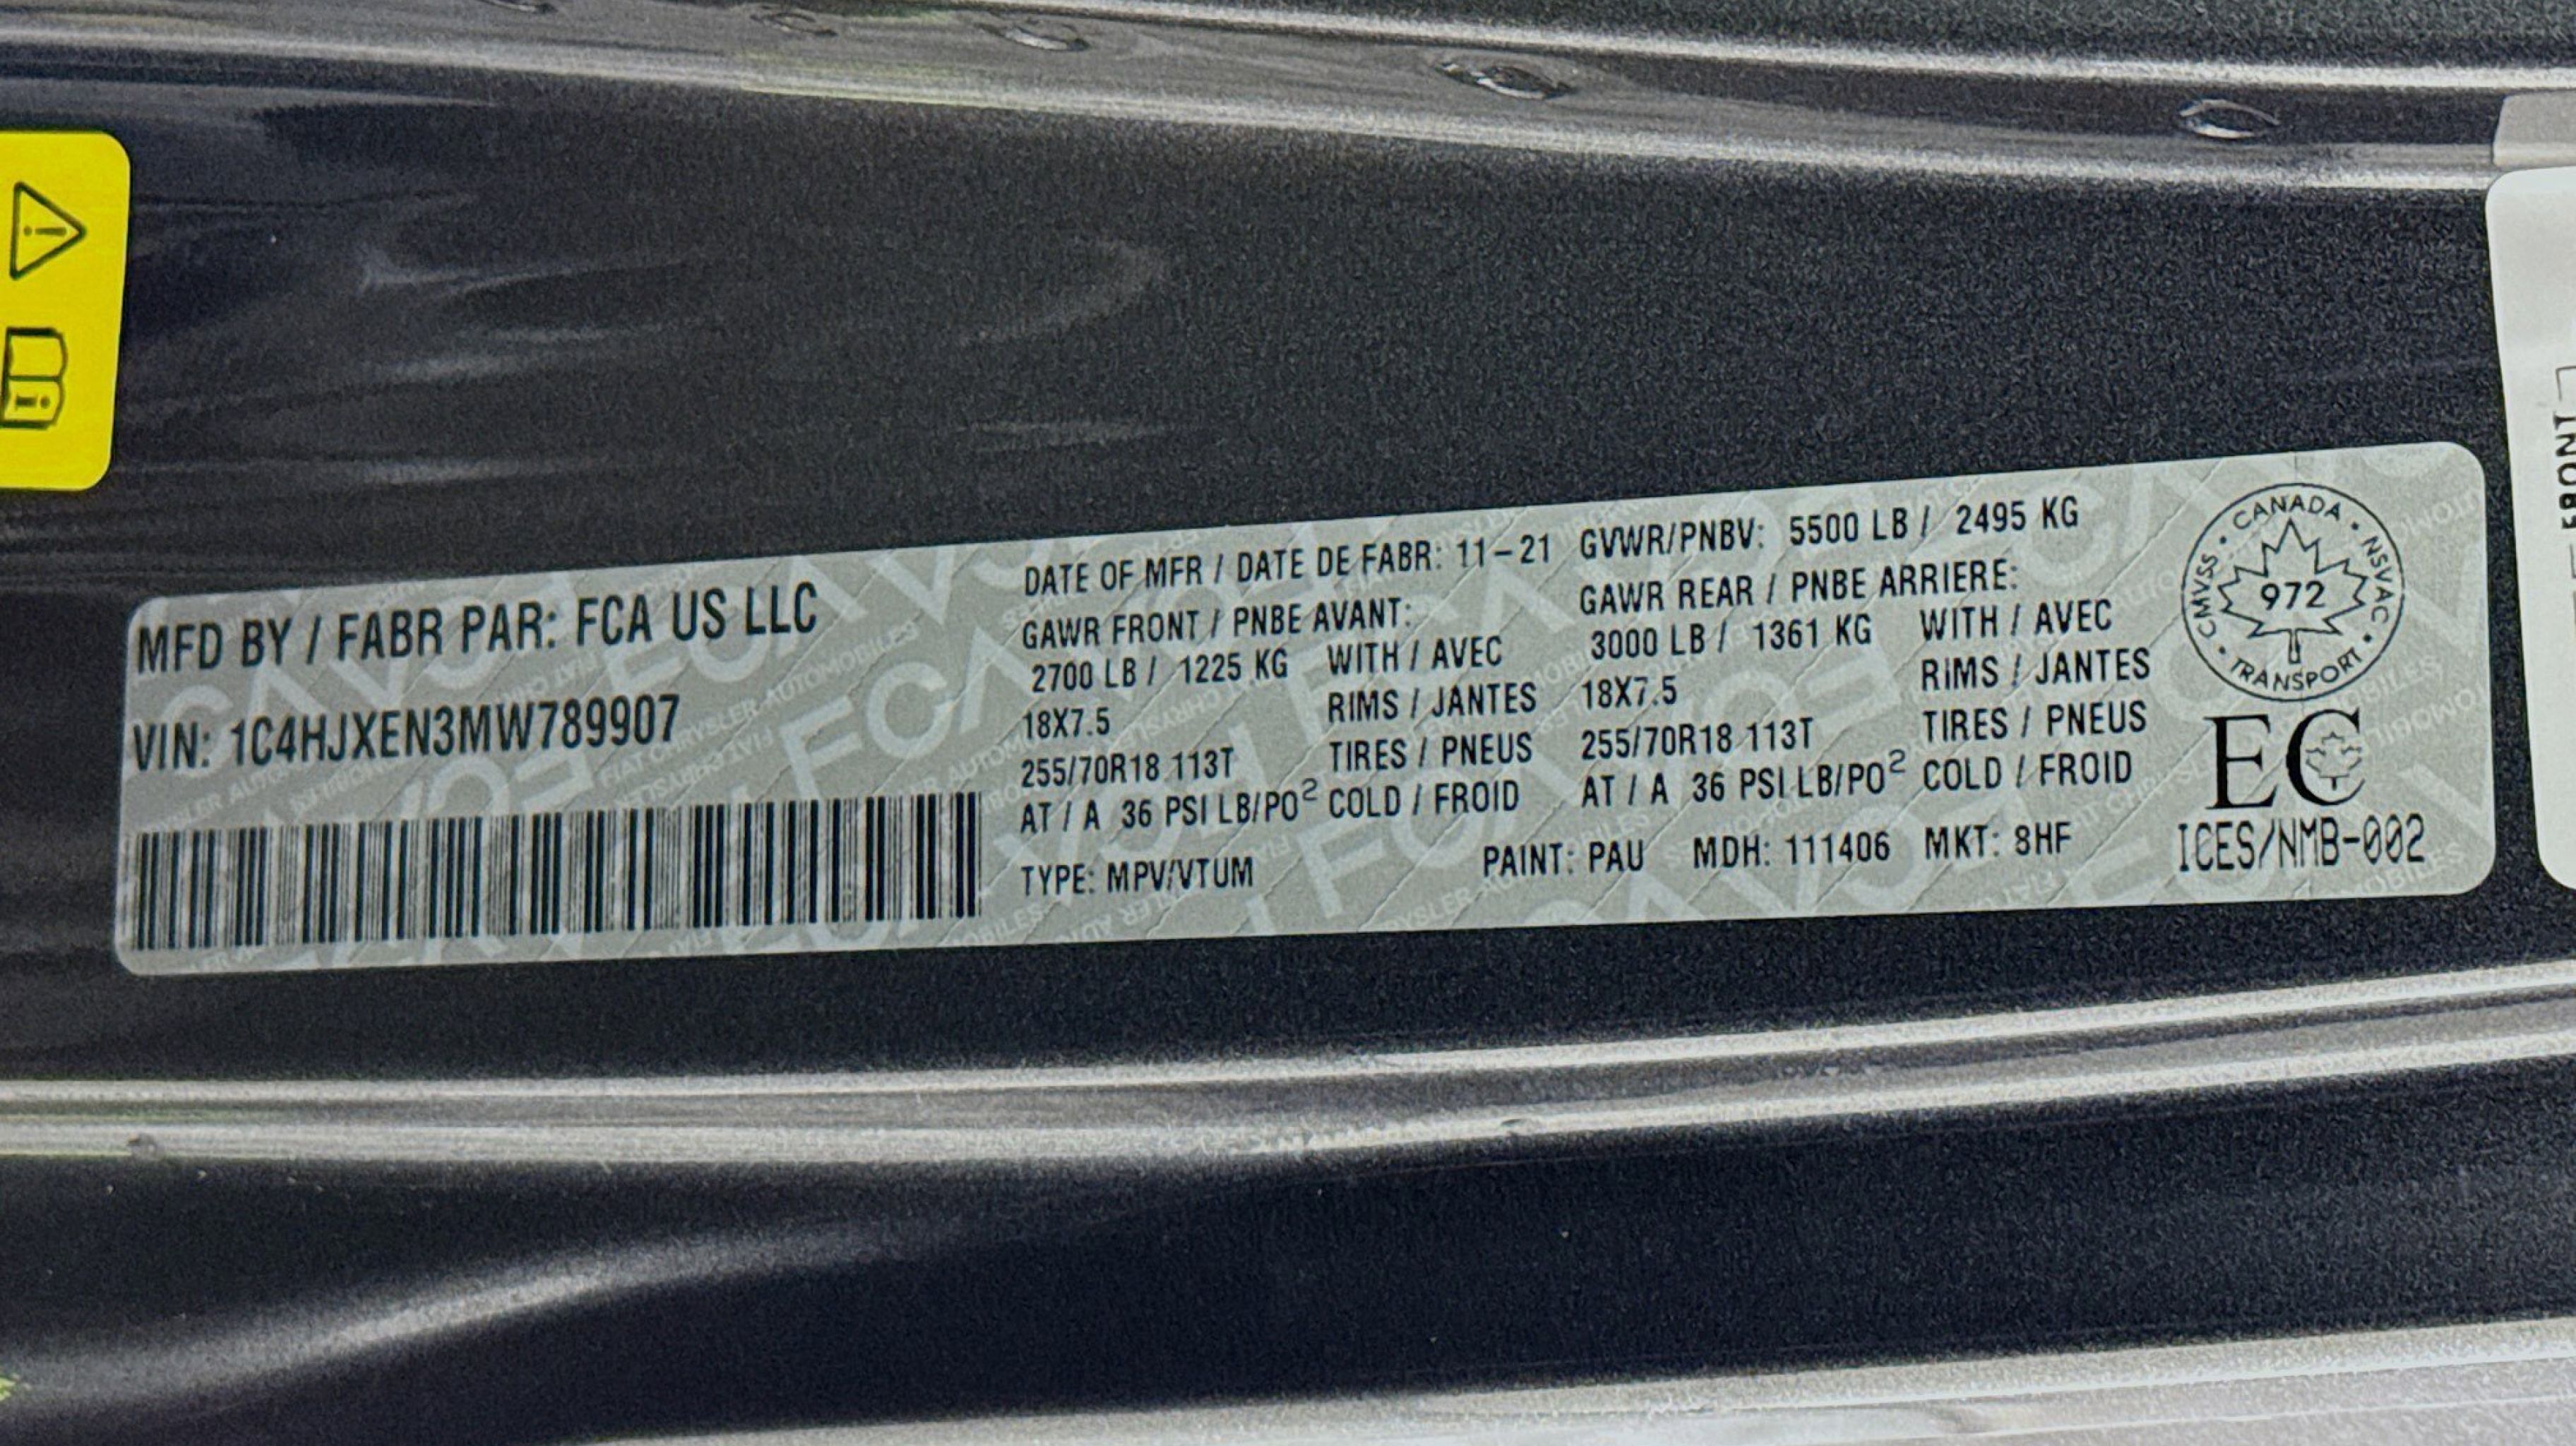 MFD BY / FABR PAR: FCA US LLC
VIN: 1C4HJXEN3MW789907
DATE OF MFR / DATE DE FABR: 11-21
GAWR FRONT / PNBE AVANT:
2700 LB / 1225 KG WITH / AVEC
18X7.5 RIMS / JANTES
255/70R18 113T TIRES / PNEUS
AT / A 36 PSI LB/PO² COLD / FROID
TYPE: MPV/VTUM
GVWR/PNBV: 5500 LB / 2495 KG
GAWR REAR / PNBE ARRIERE:
3000 LB / 1361 KG WITH / AVEC
18X7.5 RIMS / JANTES
255/70R18 113T TIRES / PNEUS
AT / A 36 PSI LB/PO² COLD / FROID
PAINT: PAU MDH: 111406 MKT: 8HF
CMVSS • CANADA • NSVAC • TRANSPORT •
972
EC
ICES/NMB-002